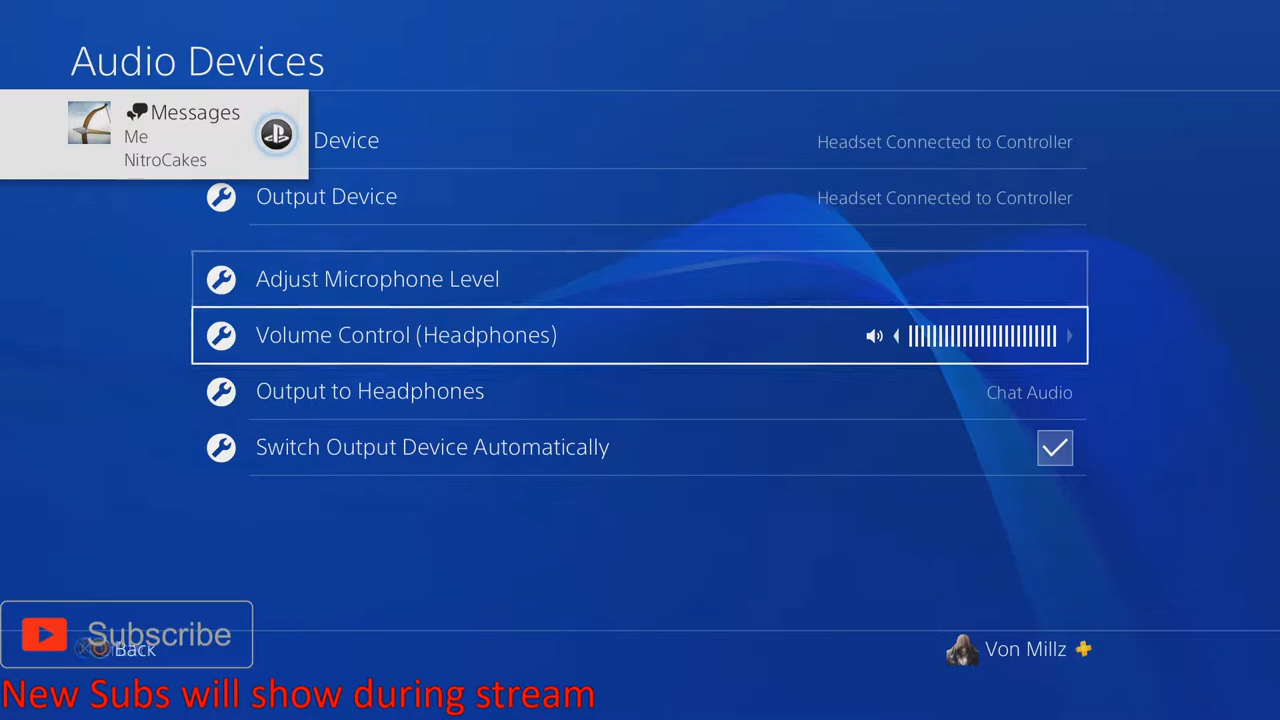 Audio Devices
Messages
Me
NitroCakes
Device
Headset Connected to Controller
Output Device
Headset Connected to Controller
Adjust Microphone Level
Volume Control (Headphones)
Output to Headphones
Chat Audio
Switch Output Device Automatically
Subscribe
Back
Von Millz
New Subs will show during stream